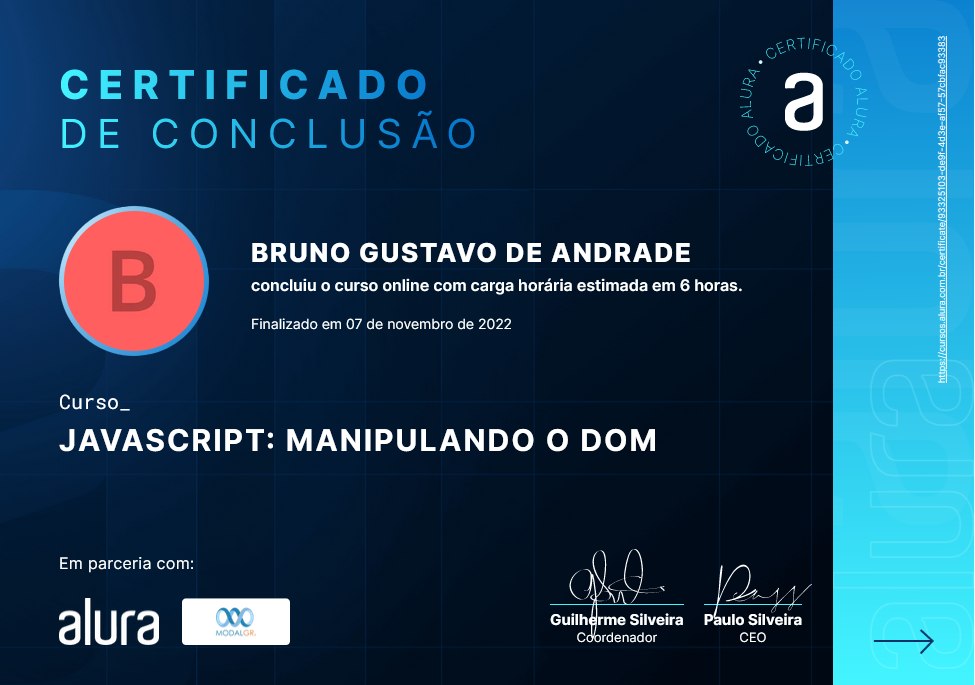 CERTIFICADO
DE CONCLUSÃO
CERTIFICADO ALURA • CERTIFICADO ALURA •
a
https://cursos.alura.com.br/certificate/93325103-de9f-4d3e-af57-57cbfac93383
B
BRUNO GUSTAVO DE ANDRADE
concluiu o curso online com carga horária estimada em 6 horas.
Finalizado em 07 de novembro de 2022
Curso_
JAVASCRIPT: MANIPULANDO O DOM
Em parceria com:
alura
MODALGR.
Guilherme Silveira
Coordenador
Paulo Silveira
CEO
alura